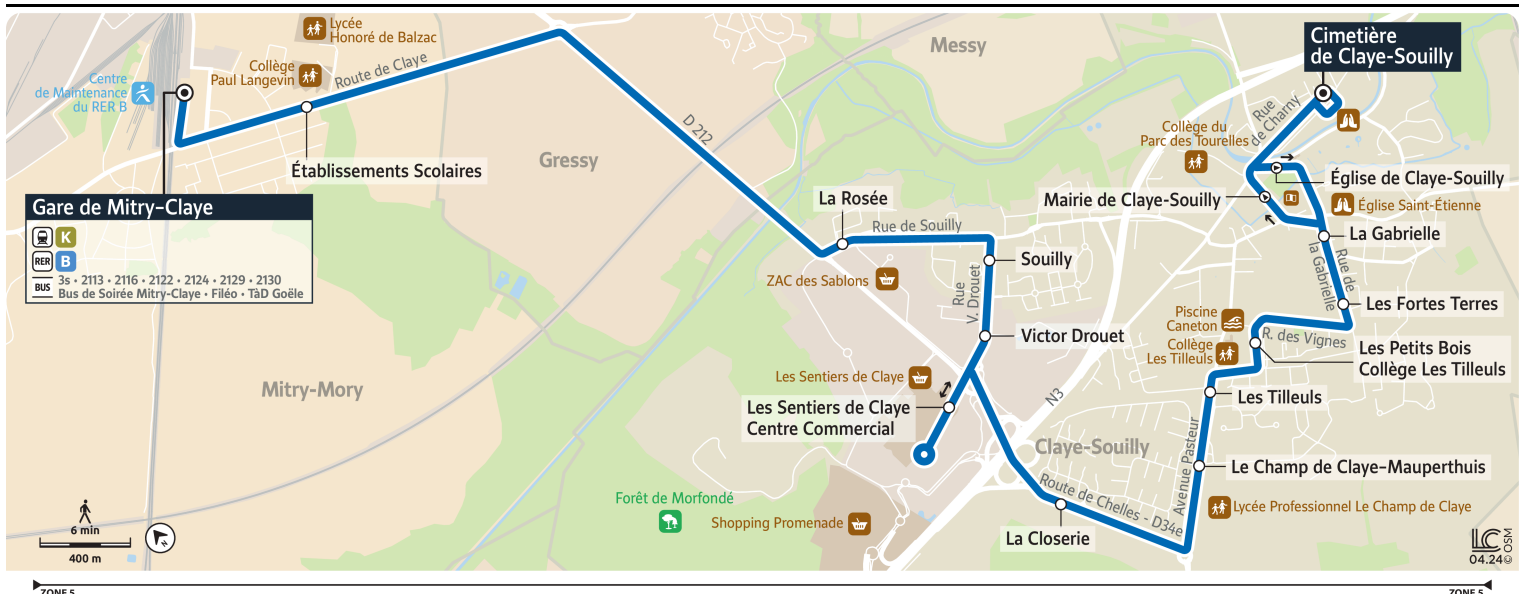 Lycée
Honoré de Balzac
Collège
Paul Langevin
Route de Claye
Centre
de Maintenance
du RER B
Établissements Scolaires
Gare de Mitry-Claye
K
RER
B
BUS
3s • 2113 • 2116 • 2122 • 2124 • 2129 • 2130
Bus de Soirée Mitry-Claye • Filéo • TàD Goële
Gressy
Mitry-Mory
D 212
Messy
La Rosée
Rue de Souilly
ZAC des Sablons
Souilly
Rue
V. Drouet
Victor Drouet
Les Sentiers de Claye
Les Sentiers de Claye
Centre Commercial
N3
Claye-Souilly
Forêt de Morfondé
Shopping Promenade
Route de Chelles - D34e
La Closerie
Cimetière
de Claye-Souilly
Rue
de Charny
Collège du
Parc des Tourelles
Église de Claye-Souilly
Mairie de Claye-Souilly
Église Saint-Étienne
La Gabrielle
Rue de
la Gabrielle
Les Fortes Terres
Piscine
Caneton
Collège
Les Tilleuls
R. des Vignes
Les Petits Bois
Collège Les Tilleuls
Les Tilleuls
Avenue Pasteur
Le Champ de Claye-Mauperthuis
Lycée Professionnel Le Champ de Claye
6 min
400 m
N
LC
04.24
© OSM
ZONE 5
ZONE 5